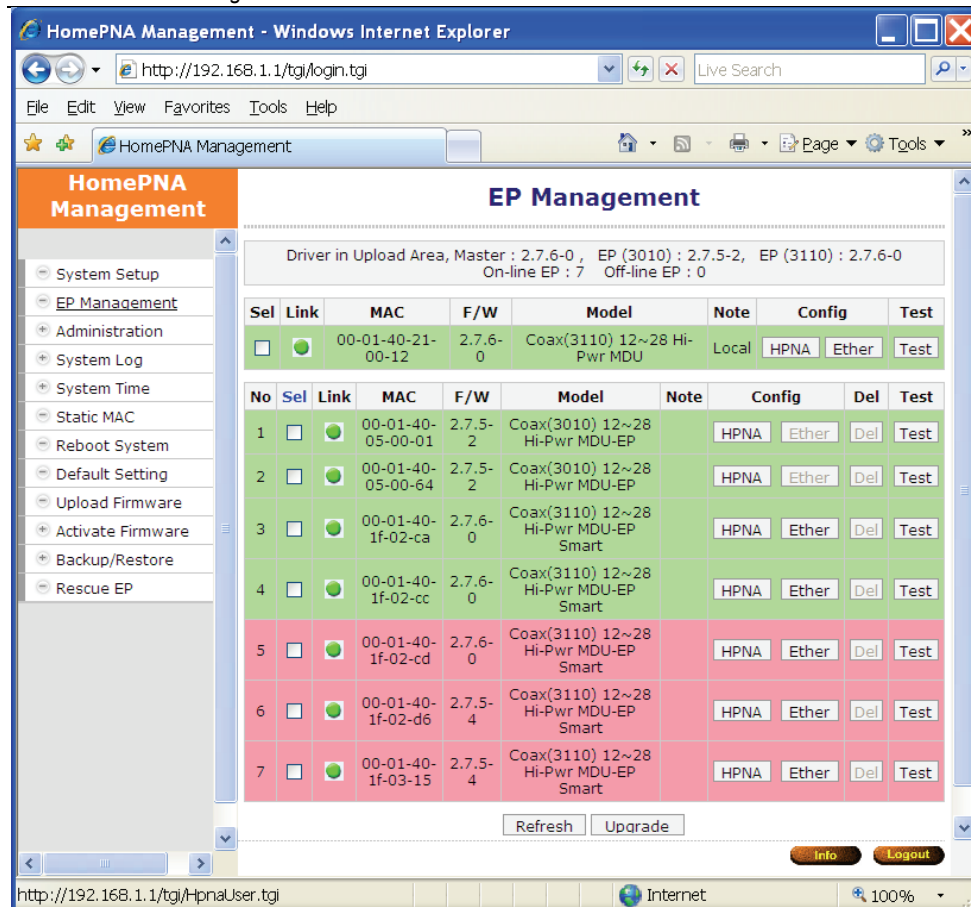 HomePNA Management - Windows Internet Explorer
http://192.168.1.1/tgi/login.tgi
Live Search
File Edit View Favorites Tools Help
HomePNA Management
Page Tools
HomePNA
Management
System Setup
EP Management
Administration
System Log
System Time
Static MAC
Reboot System
Default Setting
Upload Firmware
Activate Firmware
Backup/Restore
Rescue EP
EP Management
Driver in Upload Area, Master : 2.7.6-0 , EP (3010) : 2.7.5-2, EP (3110) : 2.7.6-0
On-line EP : 7 Off-line EP : 0
Sel Link MAC F/W Model Note Config Test
00-01-40-21- 2.7.6- Coax(3110) 12~28 Hi- Local HPNA Ether Test
00-12 0 Pwr MDU
No Sel Link MAC F/W Model Note Config Del Test
1 00-01-40- 2.7.5- Coax(3010) 12~28 HPNA Ether Del Test
05-00-01 2 Hi-Pwr MDU-EP
2 00-01-40- 2.7.5- Coax(3010) 12~28 HPNA Ether Del Test
05-00-64 2 Hi-Pwr MDU-EP
Coax(3110) 12~28
3 00-01-40- 2.7.6- Hi-Pwr MDU-EP HPNA Ether Del Test
1f-02-ca 0 Smart
Coax(3110) 12~28
4 00-01-40- 2.7.6- Hi-Pwr MDU-EP HPNA Ether Del Test
1f-02-cc 0 Smart
Coax(3110) 12~28
5 00-01-40- 2.7.6- Hi-Pwr MDU-EP HPNA Ether Del Test
1f-02-cd 0 Smart
Coax(3110) 12~28
6 00-01-40- 2.7.5- Hi-Pwr MDU-EP HPNA Ether Del Test
1f-02-d6 4 Smart
Coax(3110) 12~28
7 00-01-40- 2.7.5- Hi-Pwr MDU-EP HPNA Ether Del Test
1f-03-15 4 Smart
Refresh Upgrade
Info Logout
http://192.168.1.1/tgi/HpnaUser.tgi Internet 100%